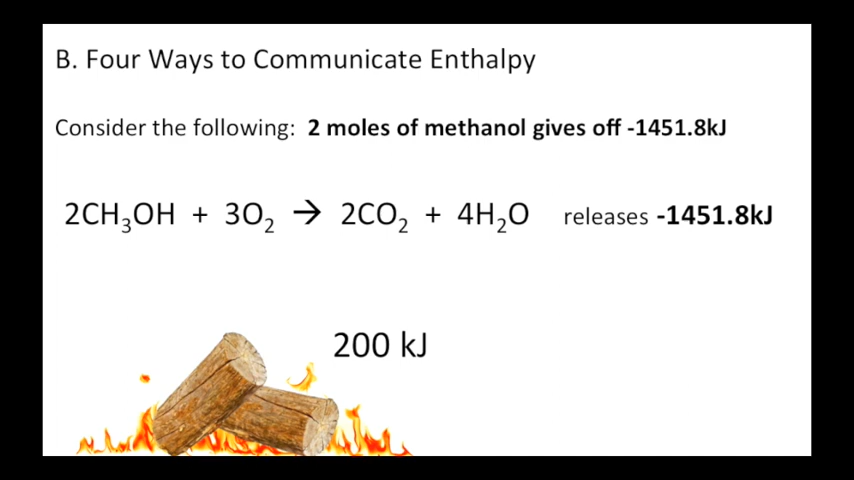 B. Four Ways to Communicate Enthalpy
Consider the following: 2 moles of methanol gives off -1451.8kJ
2CH₃OH + 3O₂ → 2CO₂ + 4H₂O releases -1451.8kJ
200 kJ